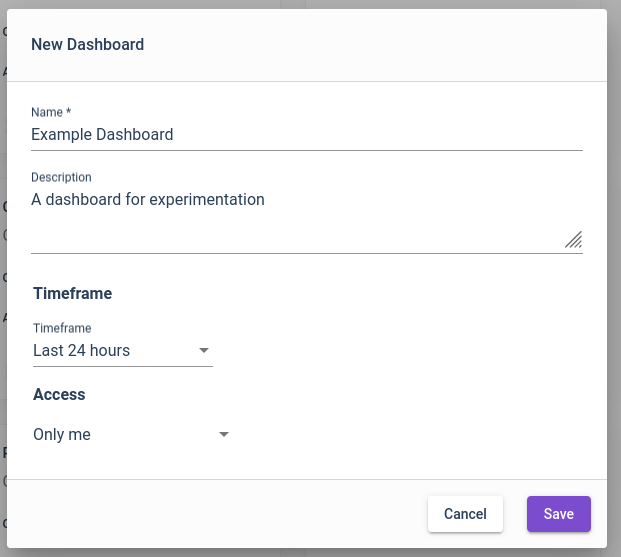 New Dashboard
Name *
Example Dashboard
Description
A dashboard for experimentation
Timeframe
Timeframe
Last 24 hours
Access
Only me
Cancel
Save